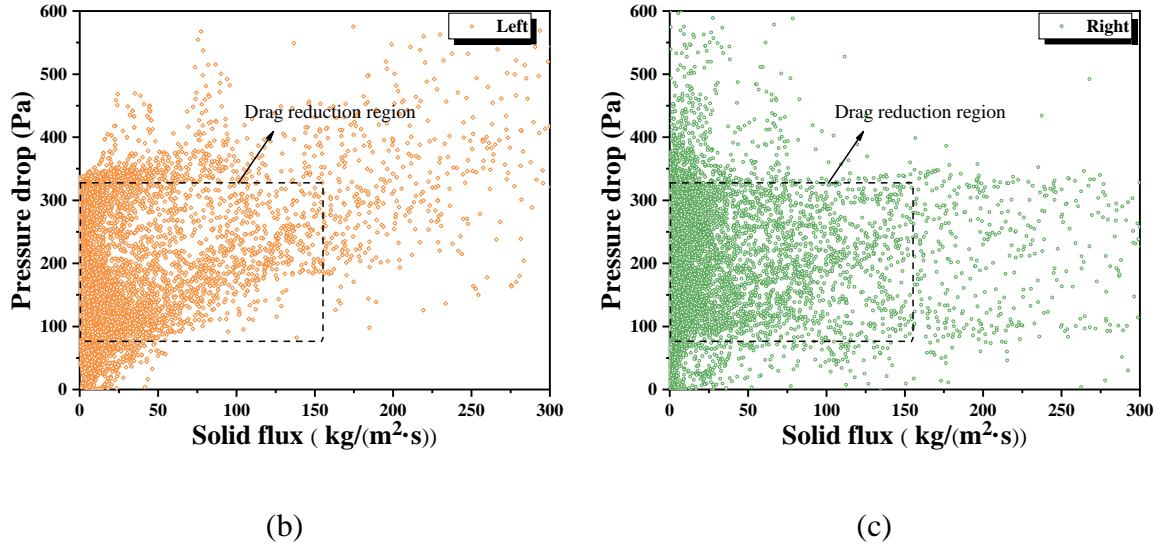 Left
Drag reduction region
Pressure drop (Pa)
600
500
400
300
200
100
0
0 50 100 150 200 250 300
Solid flux ( kg/(m²·s))
(b)
Right
Drag reduction region
Pressure drop (Pa)
600
500
400
300
200
100
0
0 50 100 150 200 250 300
Solid flux ( kg/(m²·s))
(c)